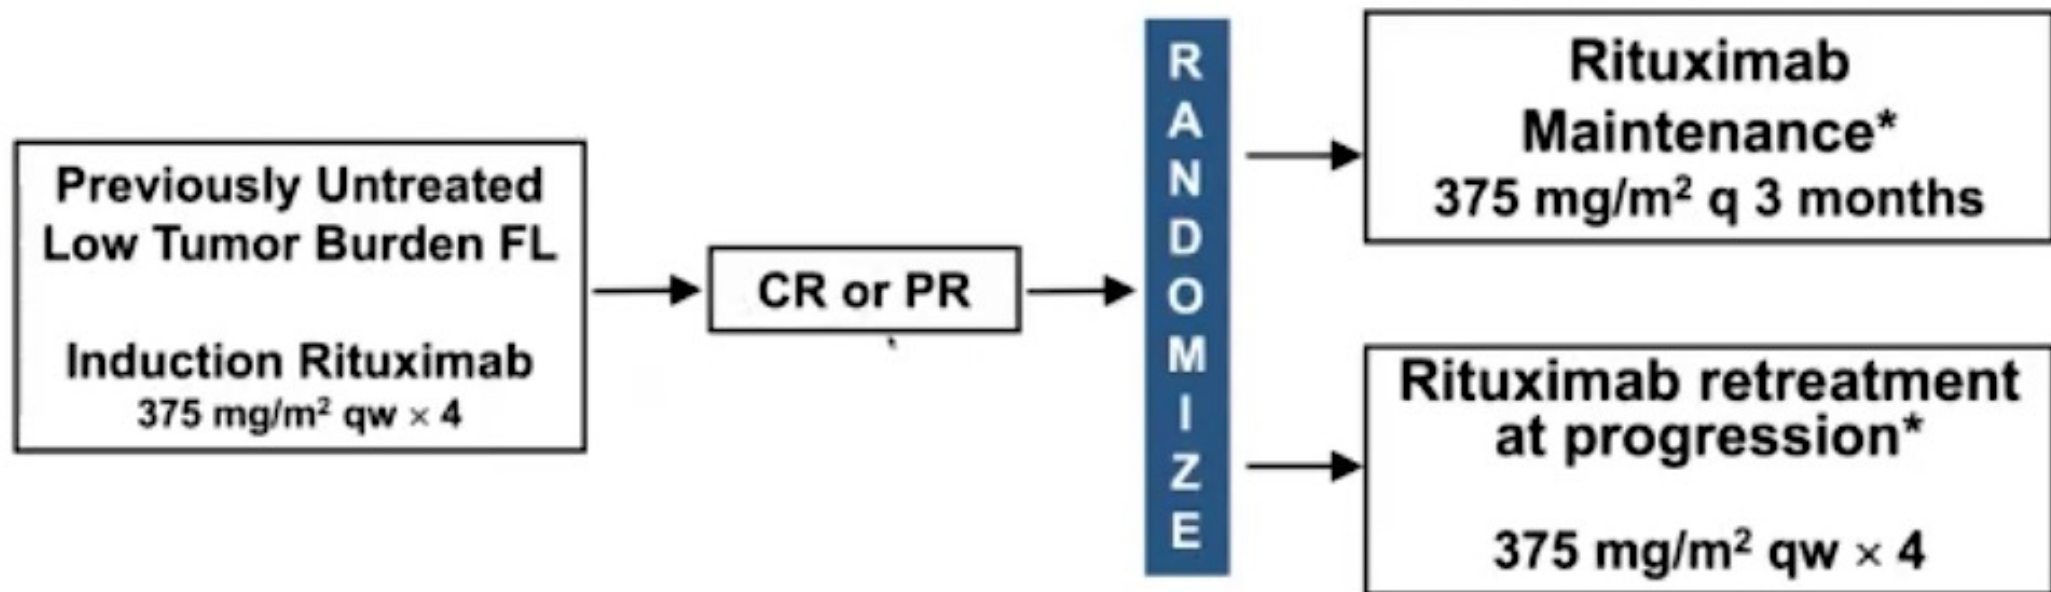 Previously Untreated
Low Tumor Burden FL
Induction Rituximab
375 mg/m² qw × 4
CR or PR
RANDOMIZE
Rituximab
Maintenance*
375 mg/m² q 3 months
Rituximab retreatment
at progression*
375 mg/m² qw × 4